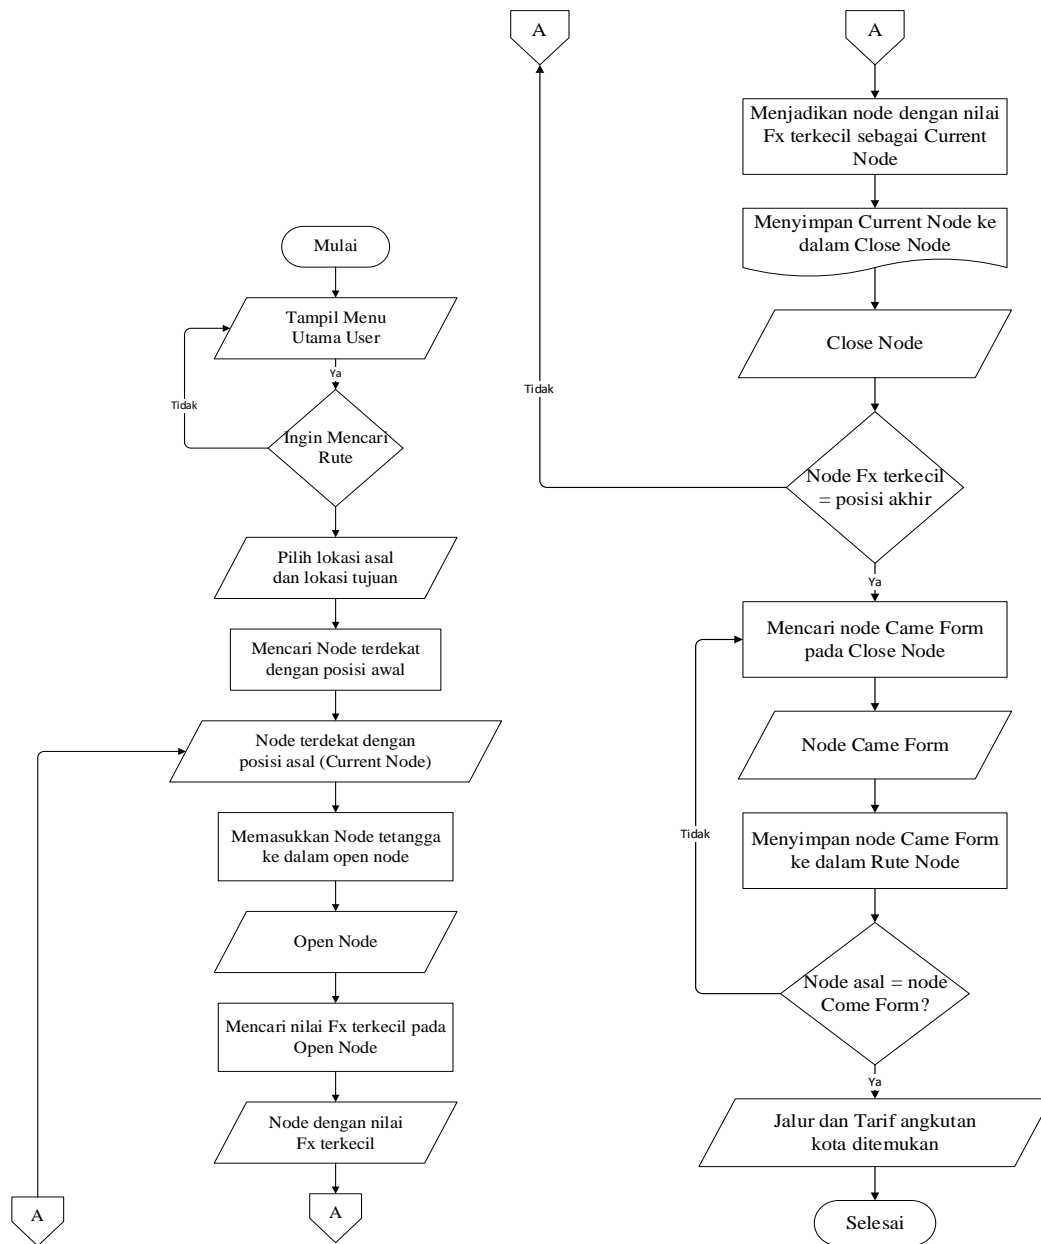 Mulai
Tampil Menu
Utama User
Ya
Tidak
Ingin Mencari
Rute
Pilih lokasi asal
dan lokasi tujuan
Mencari Node terdekat
dengan posisi awal
Node terdekat dengan
posisi asal (Current Node)
Memasukkan Node tetangga
ke dalam open node
Open Node
Mencari nilai Fx terkecil pada
Open Node
Node dengan nilai
Fx terkecil
A
A
A
A
Menjadikan node dengan nilai
Fx terkecil sebagai Current
Node
Menyimpan Current Node ke
dalam Close Node
Close Node
Tidak
Node Fx terkecil
= posisi akhir
Ya
Mencari node Came Form
pada Close Node
Node Came Form
Tidak
Menyimpan node Came Form
ke dalam Rute Node
Node asal = node
Come Form?
Ya
Jalur dan Tarif angkutan
kota ditemukan
Selesai